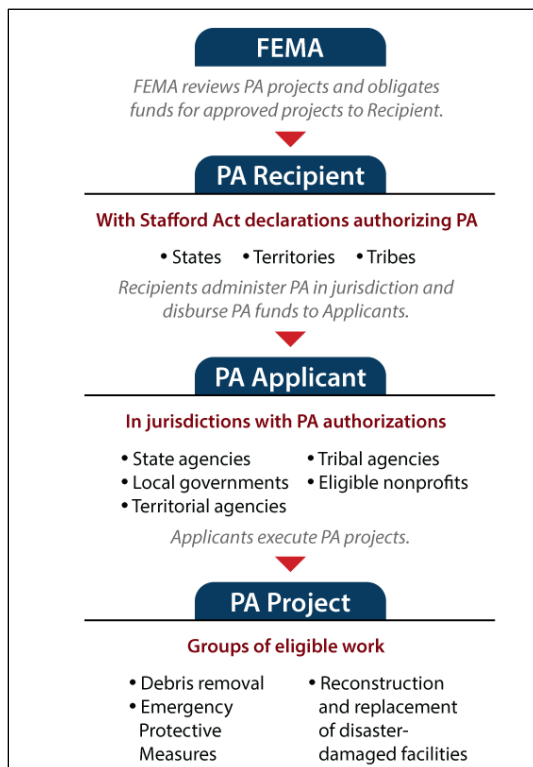 FEMA
FEMA reviews PA projects and obligates
funds for approved projects to Recipient.
PA Recipient
With Stafford Act declarations authorizing PA
• States • Territories • Tribes
Recipients administer PA in jurisdiction and
disburse PA funds to Applicants.
PA Applicant
In jurisdictions with PA authorizations
• State agencies
• Local governments
• Territorial agencies
• Tribal agencies
• Eligible nonprofits
Applicants execute PA projects.
PA Project
Groups of eligible work
• Debris removal
• Emergency
Protective
Measures
• Reconstruction
and replacement
of disaster-
damaged facilities